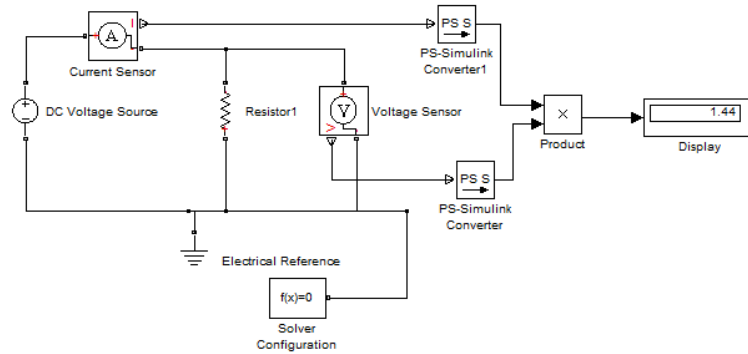 I
PS S
A
PS-Simulink
Converter1
Current Sensor
DC Voltage Source
Resistor1
V
Voltage Sensor
V
×
1.44
Product
Display
PS S
PS-Simulink
Converter
Electrical Reference
f(x)=0
Solver
Configuration